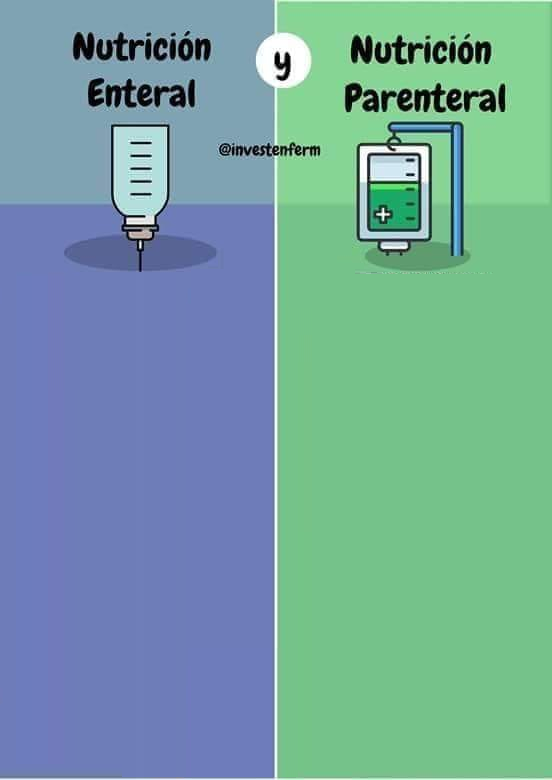 Nutrición
Enteral
y
Nutrición
Parenteral
@investenferm